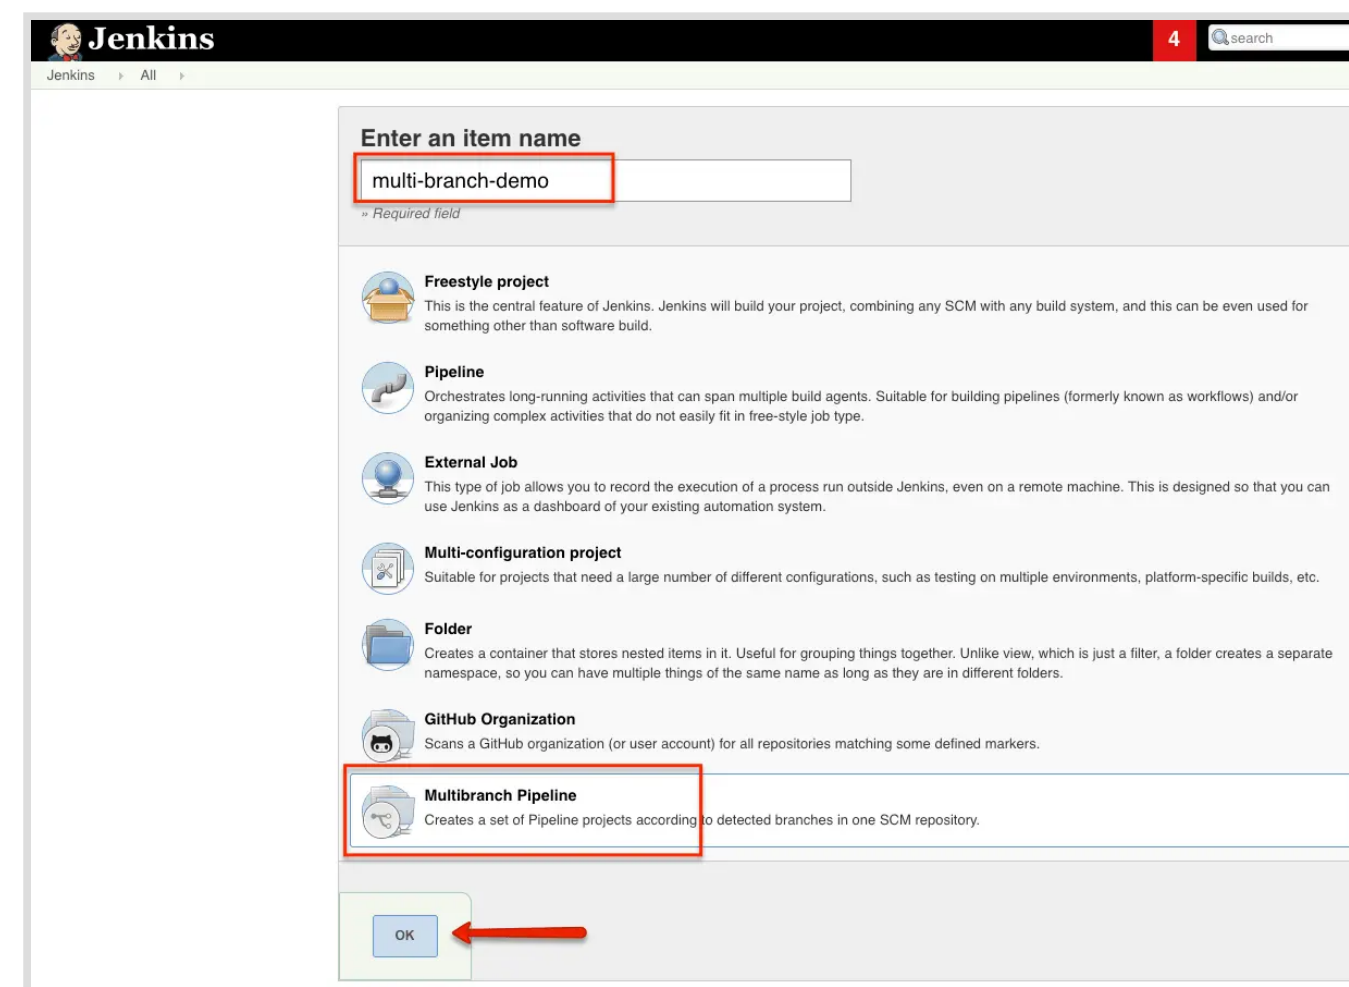 Jenkins
4
search
Jenkins
All
Enter an item name
multi-branch-demo
» Required field
Freestyle project
This is the central feature of Jenkins. Jenkins will build your project, combining any SCM with any build system, and this can be even used for
something other than software build.
Pipeline
Orchestrates long-running activities that can span multiple build agents. Suitable for building pipelines (formerly known as workflows) and/or
organizing complex activities that do not easily fit in free-style job type.
External Job
This type of job allows you to record the execution of a process run outside Jenkins, even on a remote machine. This is designed so that you can
use Jenkins as a dashboard of your existing automation system.
Multi-configuration project
Suitable for projects that need a large number of different configurations, such as testing on multiple environments, platform-specific builds, etc.
Folder
Creates a container that stores nested items in it. Useful for grouping things together. Unlike view, which is just a filter, a folder creates a separate
namespace, so you can have multiple things of the same name as long as they are in different folders.
GitHub Organization
Scans a GitHub organization (or user account) for all repositories matching some defined markers.
Multibranch Pipeline
Creates a set of Pipeline projects according to detected branches in one SCM repository.
OK